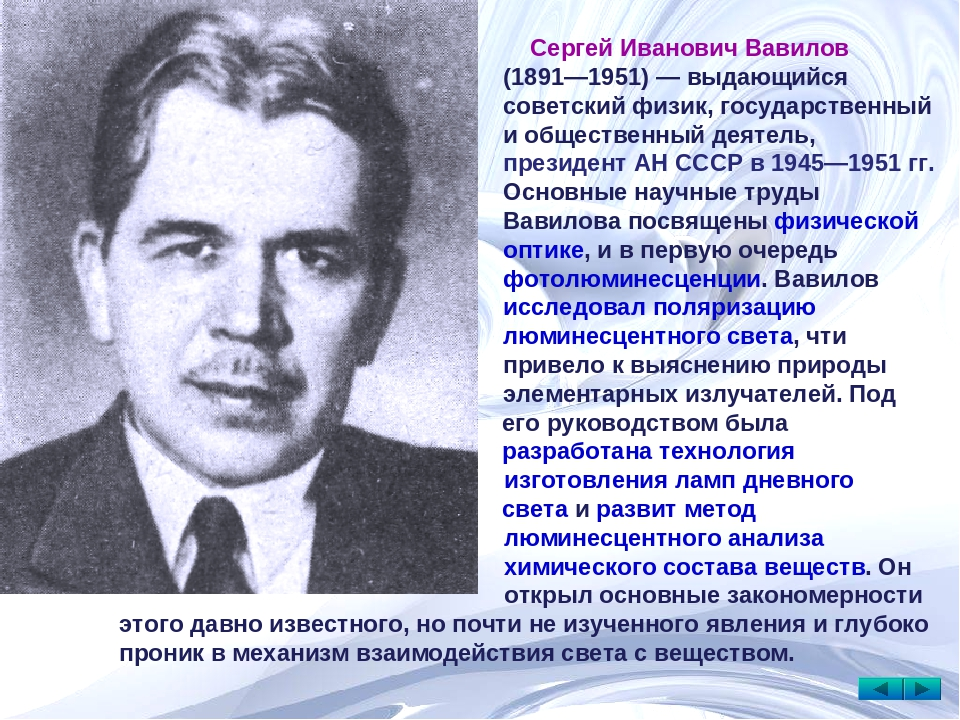 Сергей Иванович Вавилов
(1891—1951) — выдающийся
советский физик, государственный
и общественный деятель,
президент АН СССР в 1945—1951 гг.
Основные научные труды
Вавилова посвящены физической
оптике, и в первую очередь
фотолюминесценции. Вавилов
исследовал поляризацию
люминесцентного света, чти
привело к выяснению природы
элементарных излучателей. Под
его руководством была
разработана технология
изготовления ламп дневного
света и развит метод
люминесцентного анализа
химического состава веществ. Он
открыл основные закономерности
этого давно известного, но почти не изученного явления и глубоко
проник в механизм взаимодействия света с веществом.